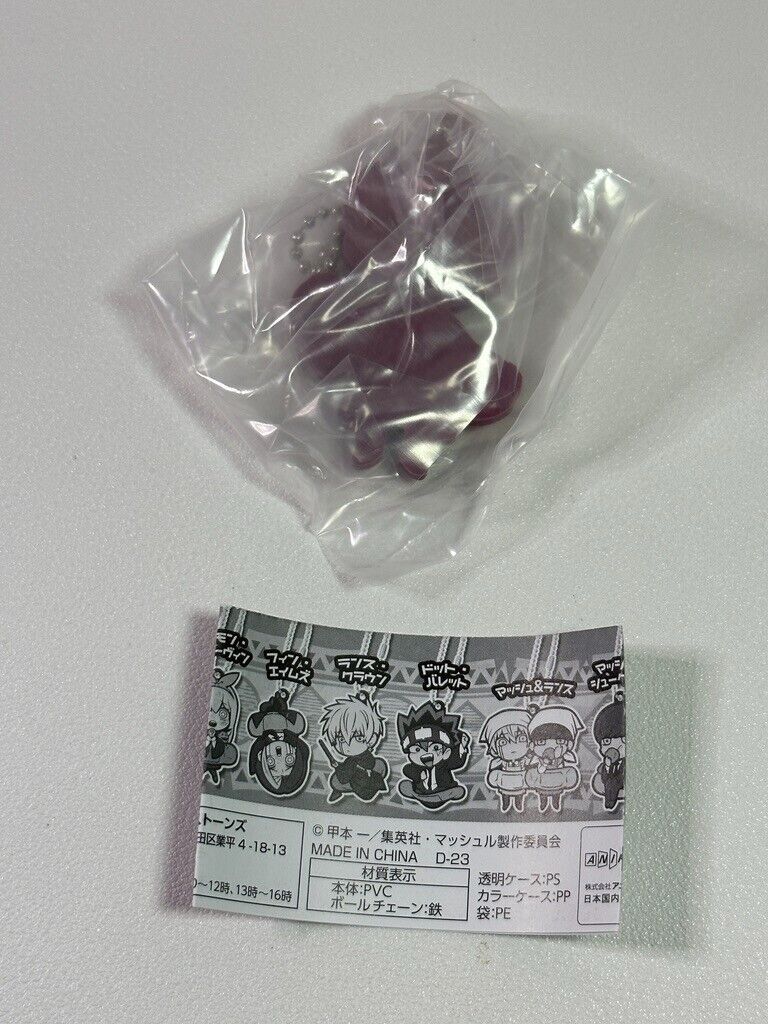 モン・
ーヴィウ
フィン・
エイムズ
ランス・
クラウン
ドット・
バレット
マッシュ&ランス
マッシ
シュー
ストーンズ
田区業平 4-18-13
0～12時、13時～16時
© 甲本 一／集英社・マッシュル製作委員会
MADE IN CHINA D-23
材質表示
本体:PVC
ボールチェーン:鉄
透明ケース:PS
カラーケース:PP
袋:PE
ANI
株式会社ア
日本国内